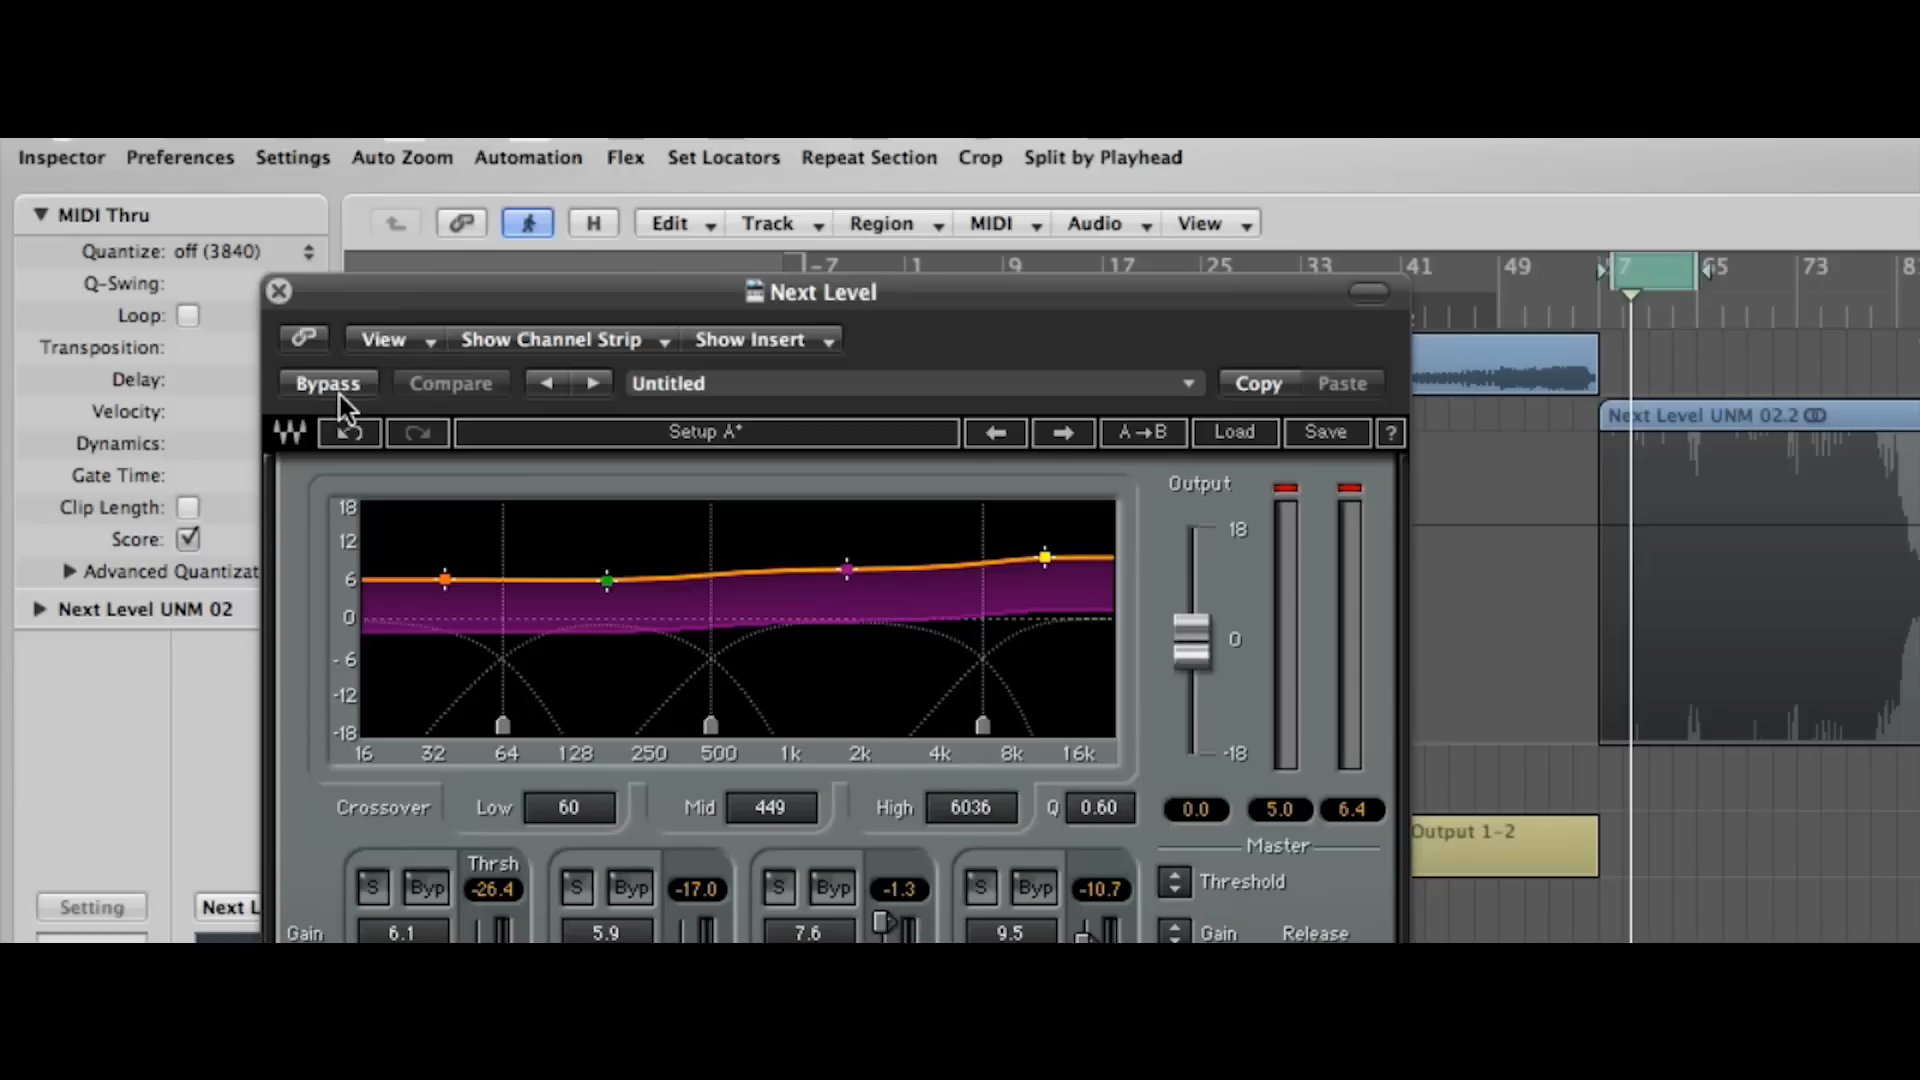 Inspector Preferences Settings Auto Zoom Automation Flex Set Locators Repeat Section Crop Split by Playhead
MIDI Thru
Quantize: off (3840)
Q-Swing:
Loop:
Transposition:
Delay:
Velocity:
Dynamics:
Gate Time:
Clip Length:
Score:
Advanced Quantizat
Next Level UNM 02
Setting
Next L
H Edit Track Region MIDI Audio View
-7 1 9 17 25 33 41 49 7 65 73 8
Next Level
View Show Channel Strip Show Insert
Bypass Compare Untitled Copy Paste
Setup A* A→B Load Save ?
18
12
6
0
-6
-12
-18
16 32 64 128 250 500 1k 2k 4k 8k 16k
Output
18
0
-18
Crossover Low 60 Mid 449 High 6036 Q 0.60
0.0 5.0 6.4
Master
Thrsh
S Byp -26.4 S Byp -17.0 S Byp -1.3 S Byp -10.7
Threshold
Gain 6.1 5.9 7.6 9.5
Gain Release
Next Level UNM 02.2
Output 1-2